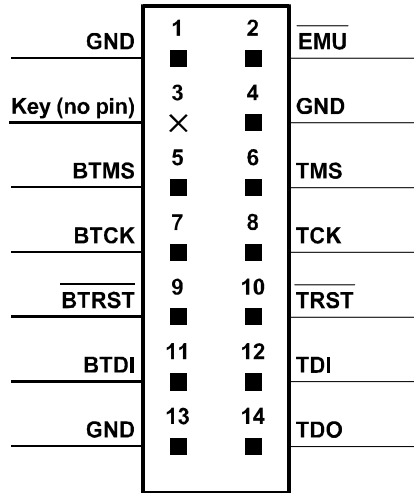 GND 1 2 EMU
Key (no pin) 3 4 GND
BTMS 5 6 TMS
BTCK 7 8 TCK
BTRST 9 10 TRST
BTDI 11 12 TDI
GND 13 14 TDO